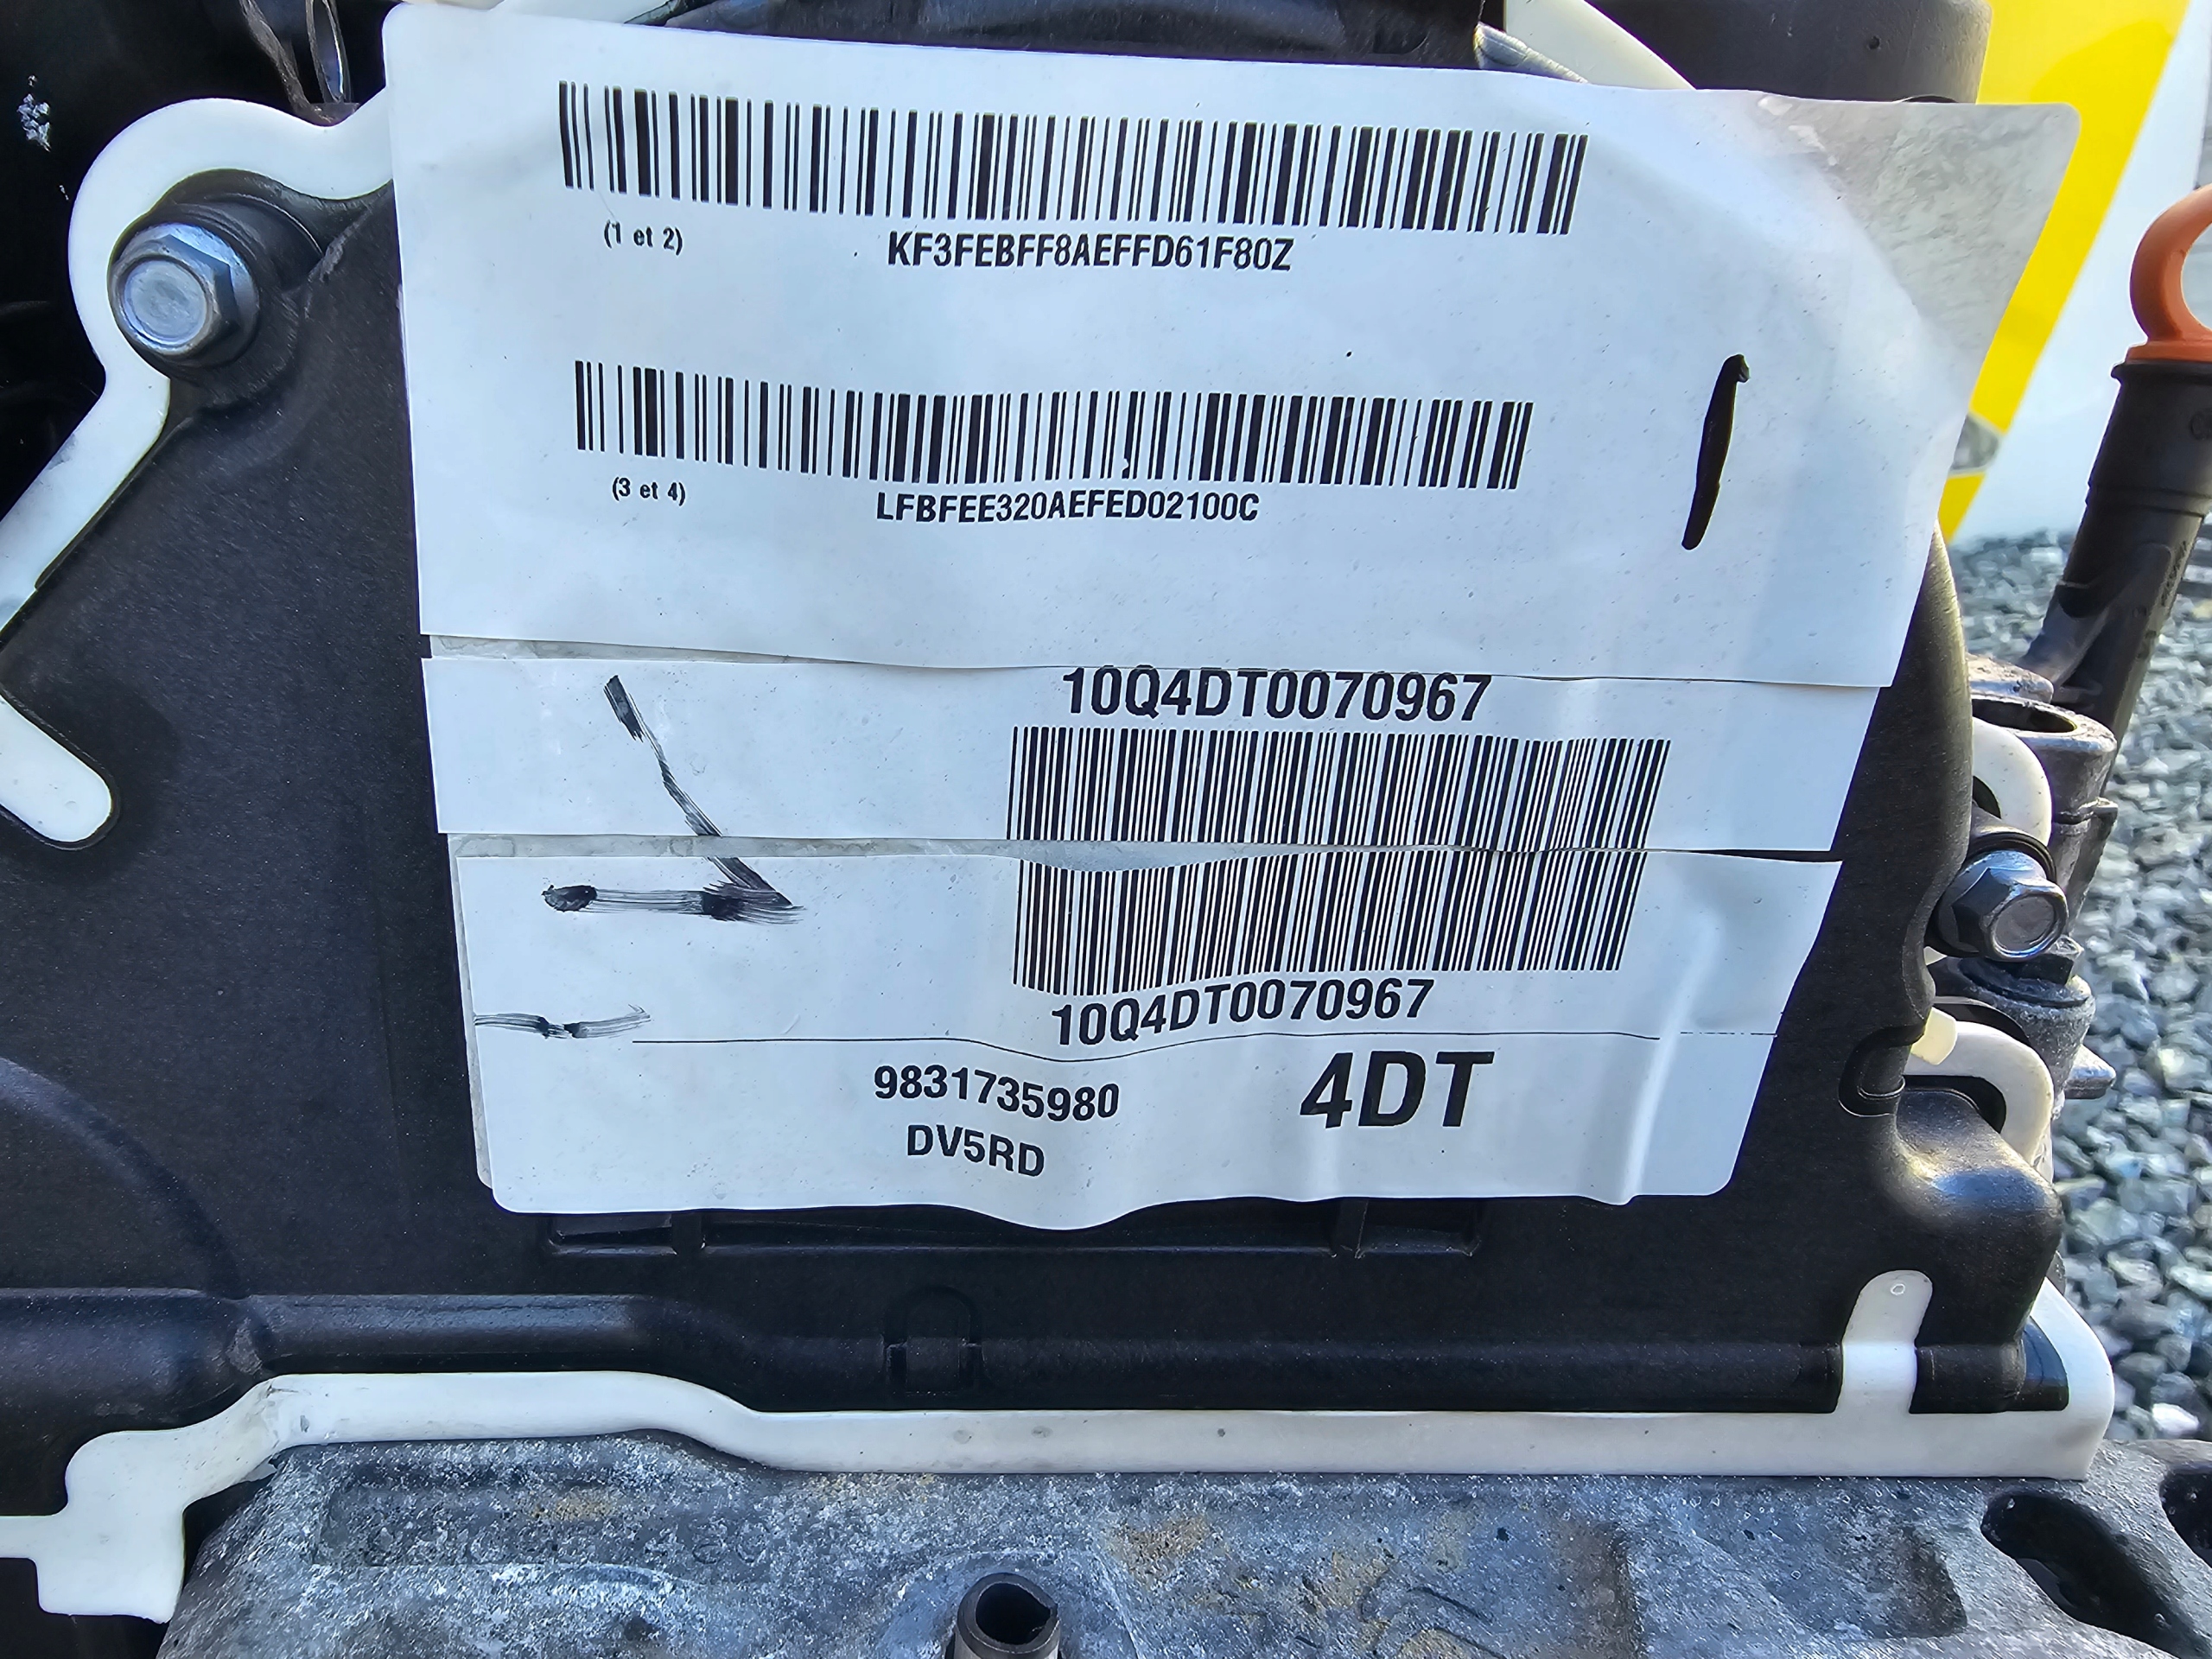 (1 et 2)
KF3FEBFF8AEFFD61F80Z
(3 et 4)
LFBFEE320AEFED02100C
10Q4DT0070967
10Q4DT0070967
9831735980
4DT
DV5RD